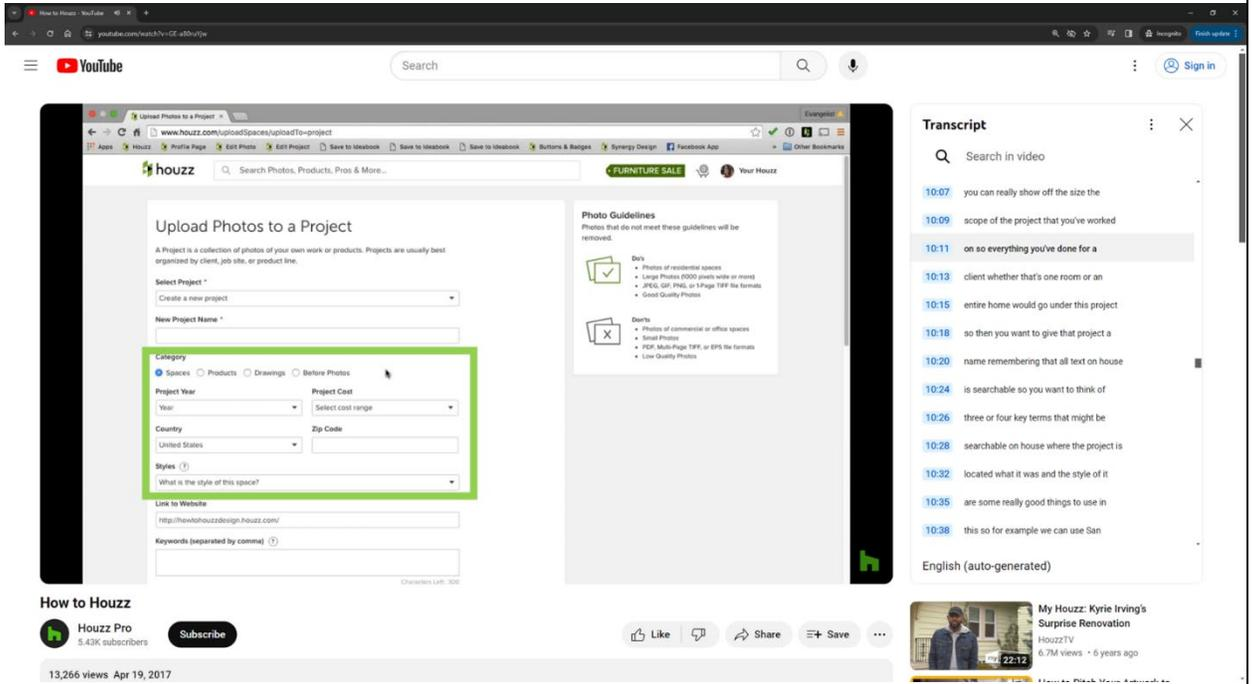 How to Houzz - YouTube
youtube.com/watch?v=GE-a80ruYjw
Incognito
Finish update
YouTube
Search
Sign in
Upload Photos to a Project
Evangelist
www.houzz.com/uploadSpaces/uploadTo=project
Apps Houzz Profile Page Edit Photo Edit Project Save to Ideabook Save to Ideabook Save to Ideabook Buttons & Badges Synergy Design Facebook App » Other Bookmarks
houzz
Search Photos, Products, Pros & More...
FURNITURE SALE
Your Houzz
Upload Photos to a Project
A Project is a collection of photos of your own work or products. Projects are usually best
organized by client, job site, or product line.
Select Project *
Create a new project
New Project Name *
Category
Spaces Products Drawings Before Photos
Project Year Project Cost
Year Select cost range
Country Zip Code
United States
Styles ?
What is the style of this space?
Link to Website
http://howtohouzzdesign.houzz.com/
Keywords (separated by comma) ?
Characters Left: 300
Photo Guidelines
Photos that do not meet these guidelines will be
removed.
Do's
• Photos of residential spaces
• Large Photos (1000 pixels wide or more)
• JPEG, GIF, PNG, or 1-Page TIFF file formats
• Good Quality Photos
Don'ts
• Photos of commercial or office spaces
• Small Photos
• PDF, Multi-Page TIFF, or EPS file formats
• Low Quality Photos
How to Houzz
Houzz Pro
5.43K subscribers
Subscribe
Like
Share
Save
13,266 views Apr 19, 2017
Transcript
Search in video
10:07 you can really show off the size the
10:09 scope of the project that you've worked
10:11 on so everything you've done for a
10:13 client whether that's one room or an
10:15 entire home would go under this project
10:18 so then you want to give that project a
10:20 name remembering that all text on house
10:24 is searchable so you want to think of
10:26 three or four key terms that might be
10:28 searchable on house where the project is
10:32 located what it was and the style of it
10:35 are some really good things to use in
10:38 this so for example we can use San
English (auto-generated)
22:12
My Houzz: Kyrie Irving's
Surprise Renovation
HouzzTV
6.7M views • 6 years ago
How to Pitch Your Artwork to